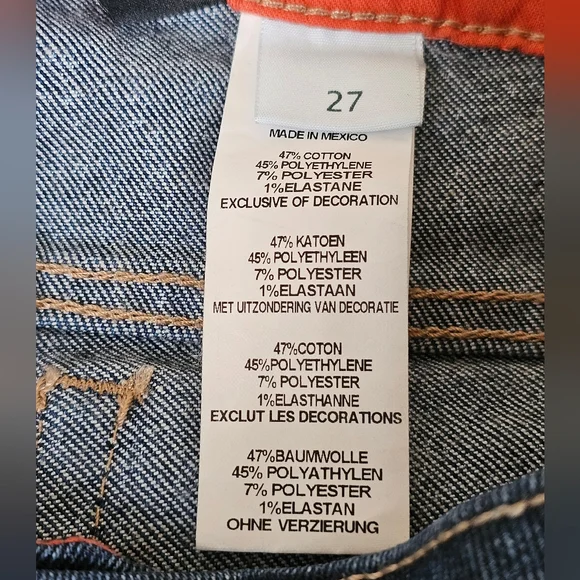 27
MADE IN MEXICO
47% COTTON
45% POLYETHYLENE
7% POLYESTER
1%ELASTANE
EXCLUSIVE OF DECORATION
47% KATOEN
45% POLYETHYLEEN
7% POLYESTER
1%ELASTAAN
MET UITZONDERING VAN DECORATIE
47%COTON
45%POLYETHYLENE
7% POLYESTER
1%ELASTHANNE
EXCLUT LES DECORATIONS
47%BAUMWOLLE
45% POLYATHYLEN
7% POLYESTER
1%ELASTAN
OHNE VERZIERUNG